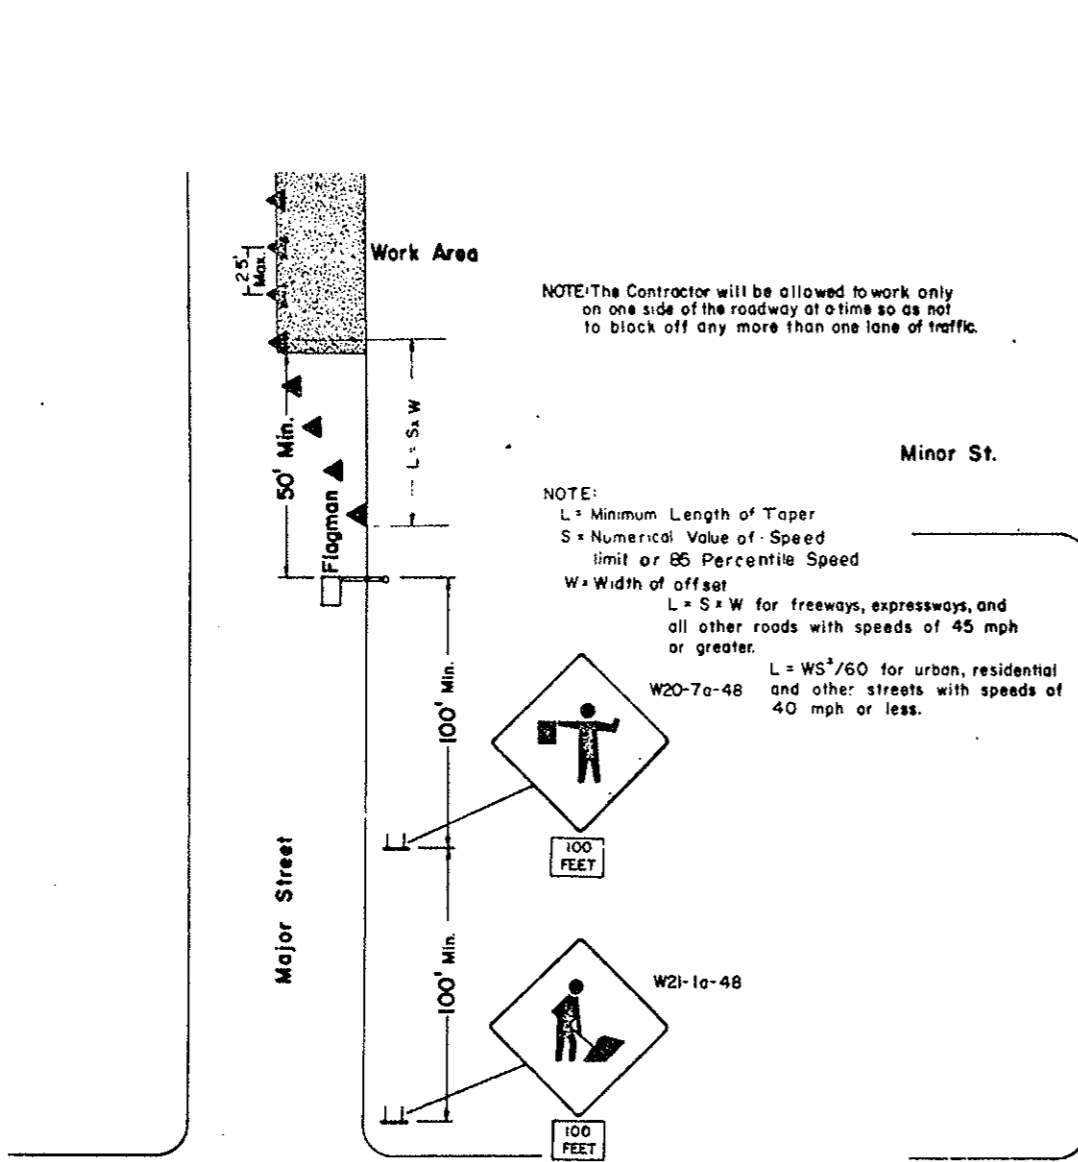 Work Area
25'
Max.
NOTE: The Contractor will be allowed to work only
on one side of the roadway at a time so as not
to block off any more than one lane of traffic.
L = S x W
50' Min.
Flagman
Minor St.
NOTE:
L = Minimum Length of Taper
S = Numerical Value of Speed
limit or 85 Percentile Speed
W = Width of offset
L = S x W for freeways, expressways, and
all other roads with speeds of 45 mph
or greater.
L = WS²/60 for urban, residential
and other streets with speeds of
40 mph or less.
W20-7a-48
100' Min.
100
FEET
Major Street
100' Min.
W21-1a-48
100
FEET